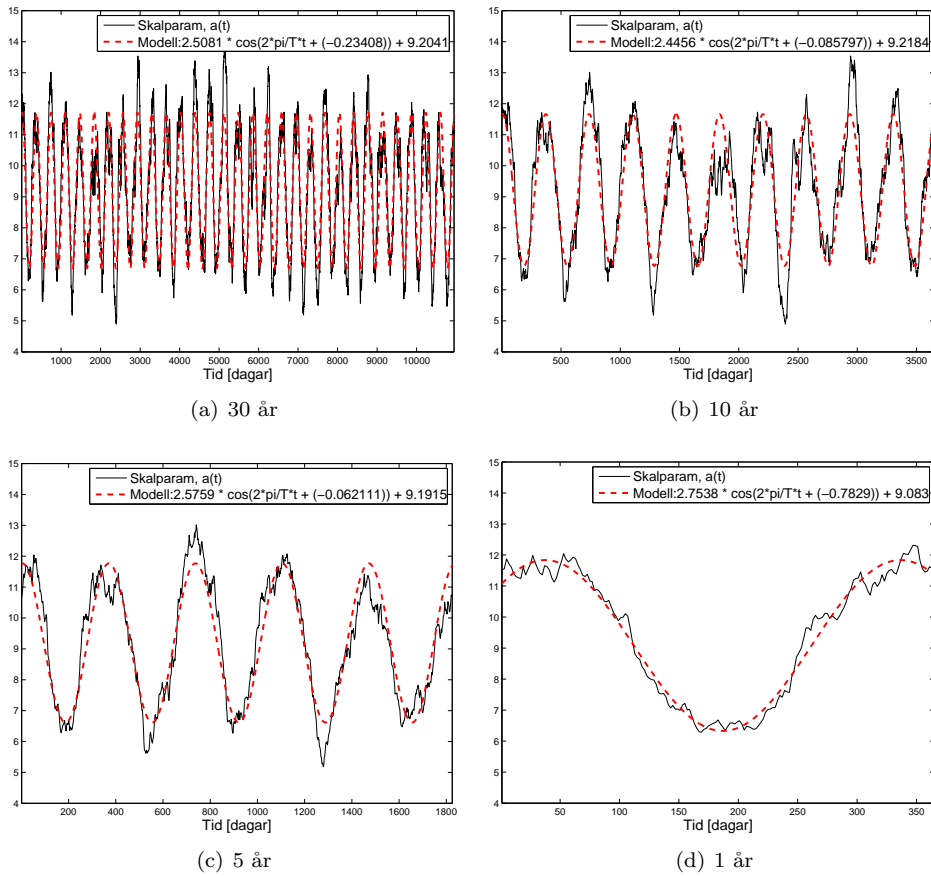 15
14
13
12
11
10
9
8
7
6
5
4
Skalparam, a(t)
Modell:2.5081 * cos(2*pi/T*t + (-0.23408)) + 9.2041
1000 2000 3000 4000 5000 6000 7000 8000 9000 10000
Tid [dagar]
(a) 30 år
15
14
13
12
11
10
9
8
7
6
5
4
Skalparam, a(t)
Modell:2.4456 * cos(2*pi/T*t + (-0.085797)) + 9.2184
500 1000 1500 2000 2500 3000 3500
Tid [dagar]
(b) 10 år
15
14
13
12
11
10
9
8
7
6
5
4
Skalparam, a(t)
Modell:2.5759 * cos(2*pi/T*t + (-0.062111)) + 9.1915
200 400 600 800 1000 1200 1400 1600 1800
Tid [dagar]
(c) 5 år
15
14
13
12
11
10
9
8
7
6
5
4
Skalparam, a(t)
Modell:2.7538 * cos(2*pi/T*t + (-0.7829)) + 9.083
50 100 150 200 250 300 350
Tid [dagar]
(d) 1 år